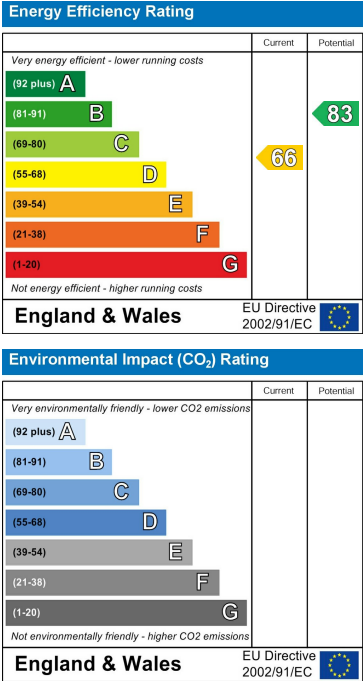 Energy Efficiency Rating
Current Potential
Very energy efficient - lower running costs
(92 plus) A
(81-91) B
(69-80) C
(55-68) D
(39-54) E
(21-38) F
(1-20) G
83
66
Not energy efficient - higher running costs
England & Wales
EU Directive
2002/91/EC
Environmental Impact (CO₂) Rating
Current Potential
Very environmentally friendly - lower CO2 emissions
(92 plus) A
(81-91) B
(69-80) C
(55-68) D
(39-54) E
(21-38) F
(1-20) G
Not environmentally friendly - higher CO2 emissions
England & Wales
EU Directive
2002/91/EC